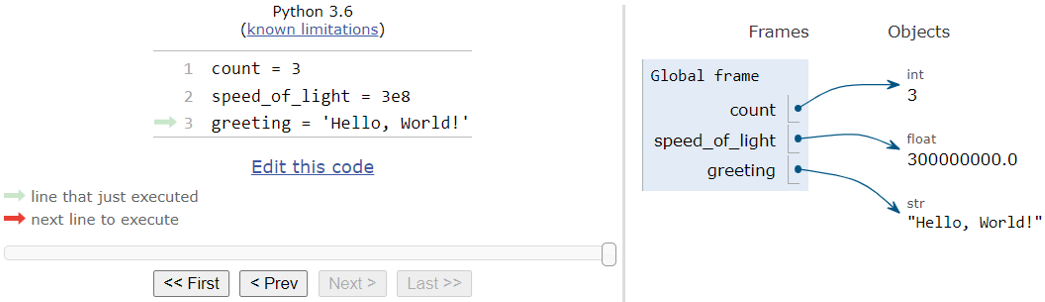 Python 3.6
(known limitations)
1 count = 3
2 speed_of_light = 3e8
3 greeting = 'Hello, World!'
Edit this code
line that just executed
next line to execute
<< First < Prev Next > Last >>
Frames Objects
Global frame
count
speed_of_light
greeting
int
3
float
300000000.0
str
"Hello, World!"